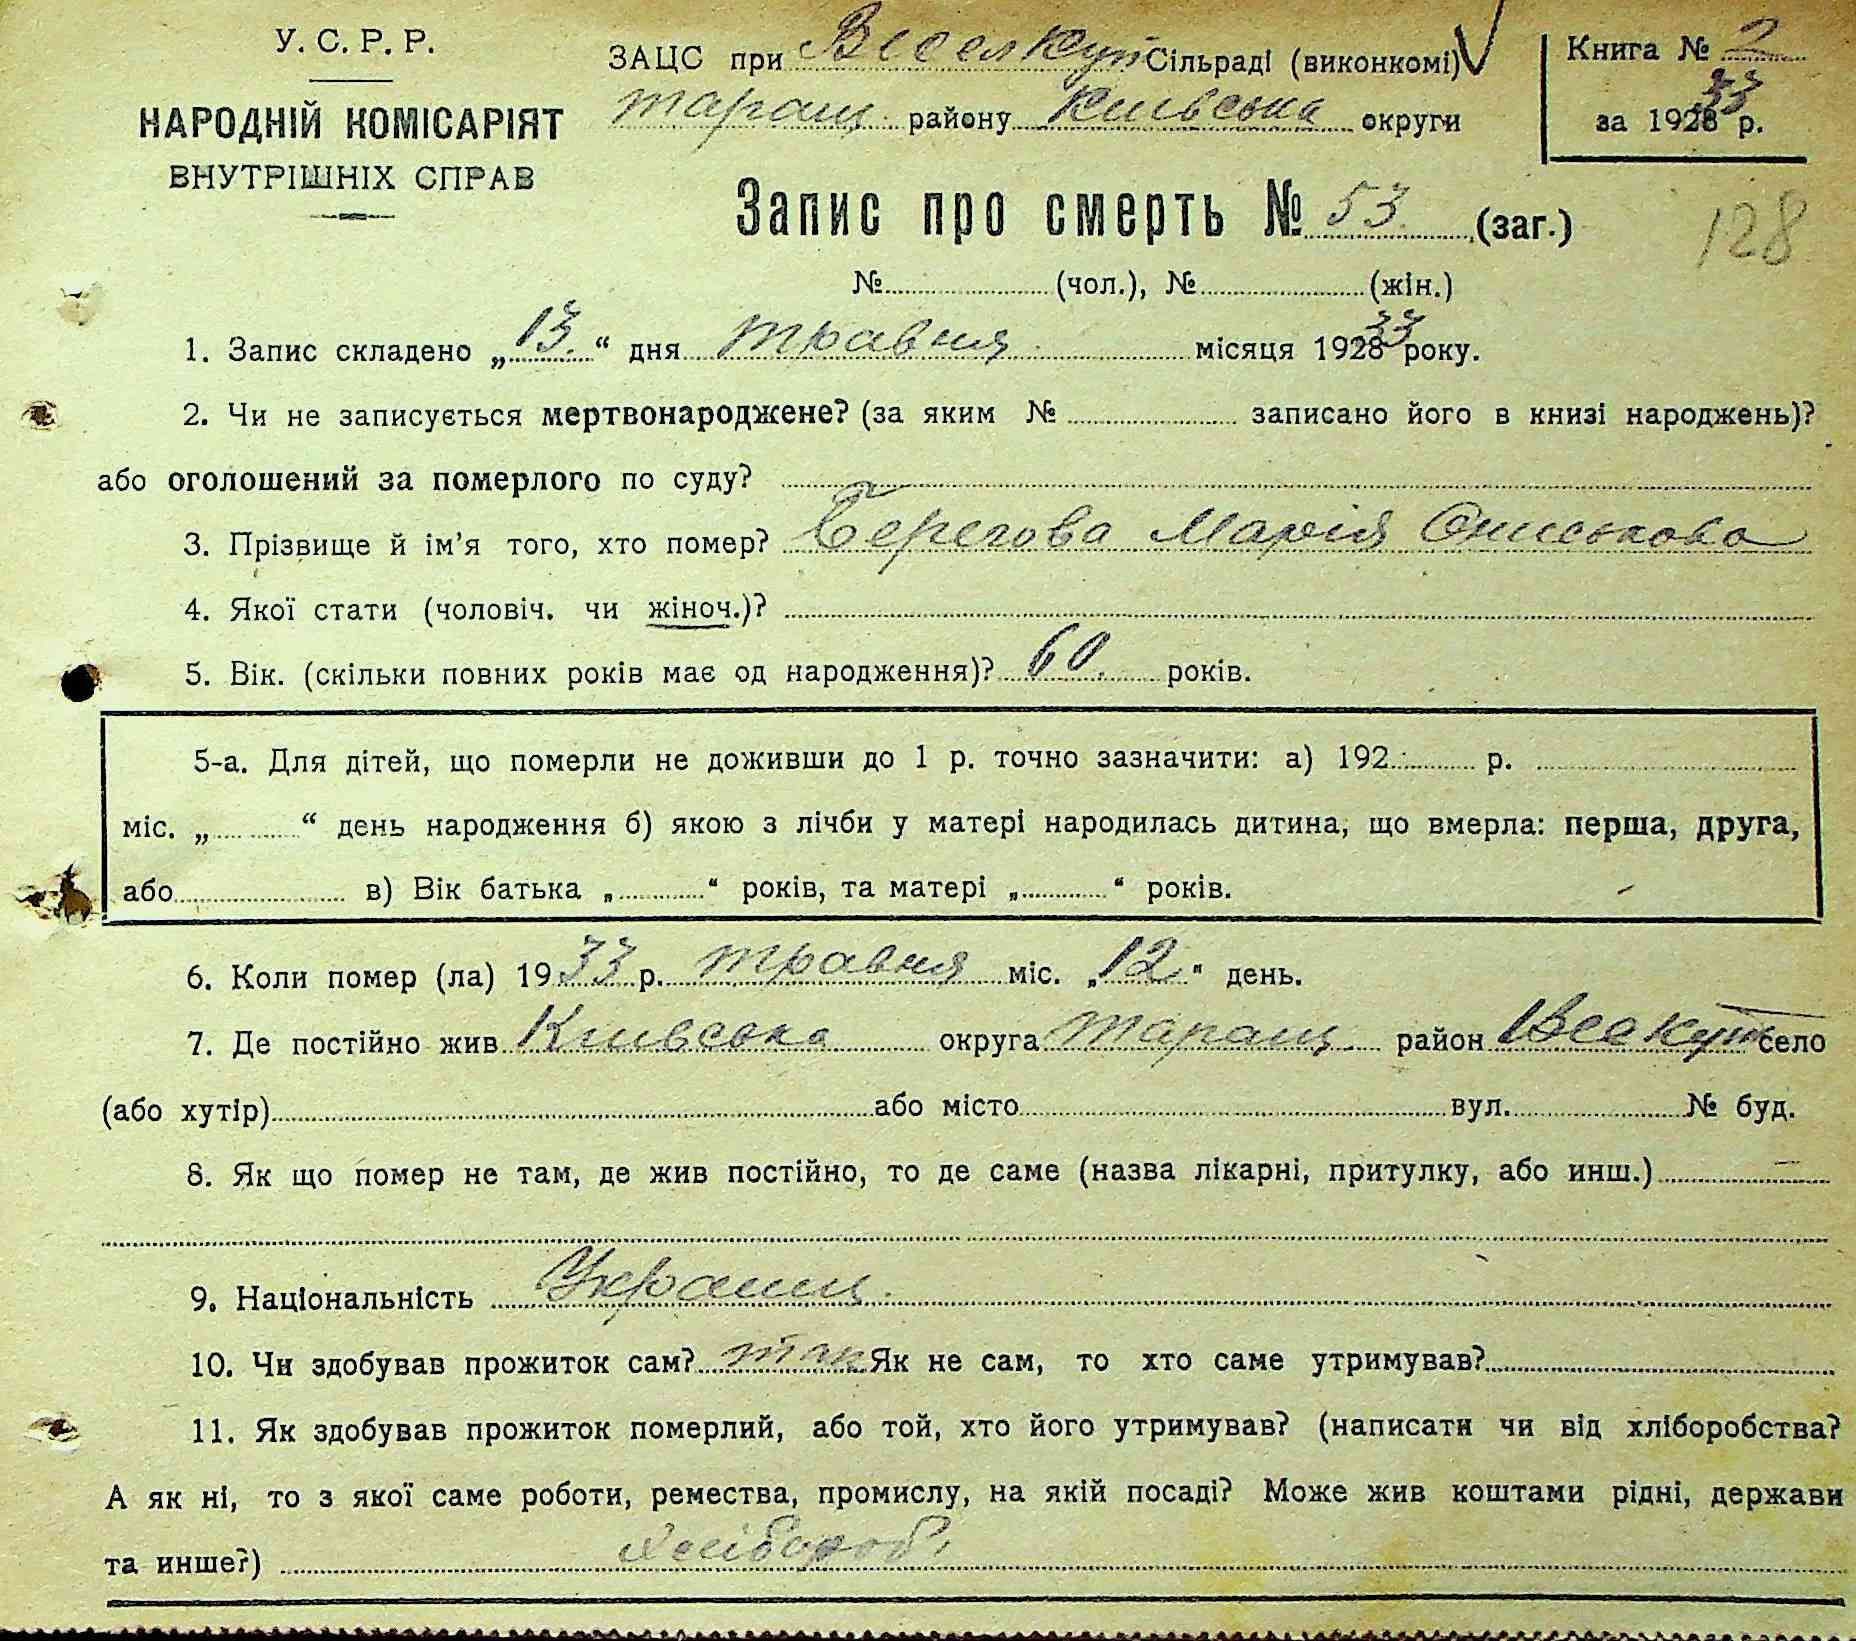 У. С. Р. Р.
НАРОДНІЙ КОМІСАРІЯТ
ВНУТРІШНІХ СПРАВ
ЗАЦС при Веселкут Сільраді (виконкомі)
таращ. району Київська округи
Книга № 2
за 192833 р.
Запис про смерть № 53. (заг.)
128
№ (чол.), № (жін.)
1. Запис складено „13.“ дня травня місяця 192833 року.
2. Чи не записується мертвонароджене? (за яким № записано його в книзі народжень)?
або оголошений за померлого по суду?
3. Прізвище й ім'я того, хто помер? Берегова Марія Ониськова
4. Якої стати (чоловіч. чи жіноч.)?
5. Вік. (скільки повних років має од народження)? 60. років.
5-а. Для дітей, що померли не доживши до 1 р. точно зазначити: а) 192 р.
міс. „ “ день народження б) якою з лічби у матері народилась дитина, що вмерла: перша, друга,
або в) Вік батька „ “ років, та матері „ “ років.
6. Коли помер (ла) 1933 р. травня міс. „12“ день.
7. Де постійно жив Київська округа таращ. район Век­ут село
(або хутір) або місто вул. № буд.
8. Як що помер не там, де жив постійно, то де саме (назва лікарні, притулку, або инш.) —
9. Національність Україниц.
10. Чи здобував прожиток сам? так Як не сам, то хто саме утримував?
11. Як здобував прожиток померлий, або той, хто його утримував? (написати чи від хліборобства?
А як ні, то з якої саме роботи, ремества, промислу, на якій посаді? Може жив коштами рідні, держави
та инше?) хлібороб.